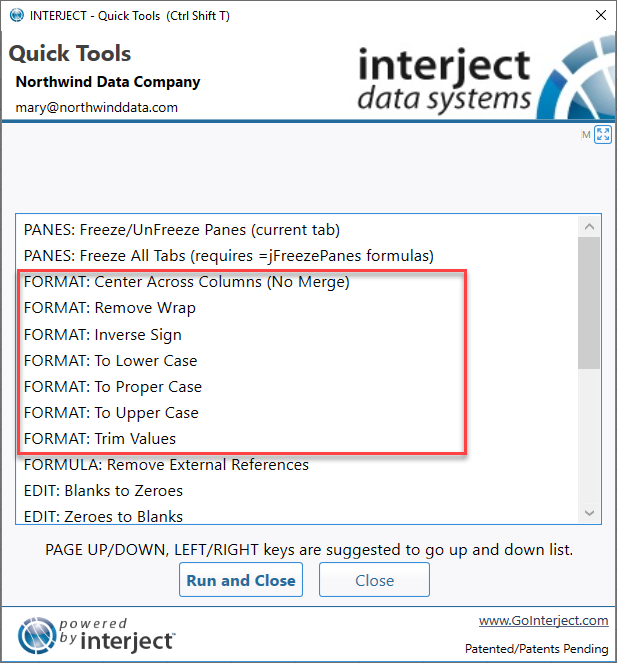 INTERJECT - Quick Tools (Ctrl Shift T)
Quick Tools
Northwind Data Company
mary@northwinddata.com
interject
data systems
M
PANES: Freeze/UnFreeze Panes (current tab)
PANES: Freeze All Tabs (requires =jFreezePanes formulas)
FORMAT: Center Across Columns (No Merge)
FORMAT: Remove Wrap
FORMAT: Inverse Sign
FORMAT: To Lower Case
FORMAT: To Proper Case
FORMAT: To Upper Case
FORMAT: Trim Values
FORMULA: Remove External References
EDIT: Blanks to Zeroes
EDIT: Zeroes to Blanks
PAGE UP/DOWN, LEFT/RIGHT keys are suggested to go up and down list.
Run and Close
Close
powered
by interject™
www.GoInterject.com
Patented/Patents Pending